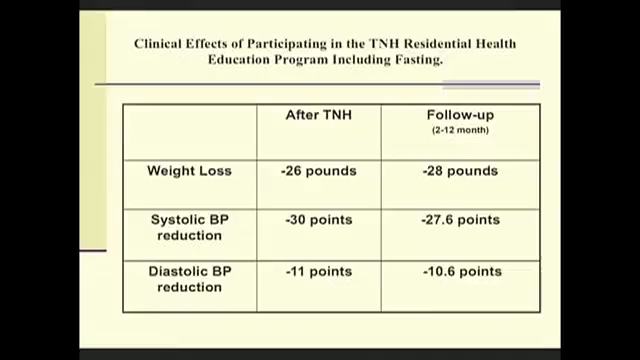 Clinical Effects of Participating in the TNH Residential Health
Education Program Including Fasting.
After TNH
Follow-up
(2-12 month)
Weight Loss
-26 pounds
-28 pounds
Systolic BP
reduction
-30 points
-27.6 points
Diastolic BP
reduction
-11 points
-10.6 points